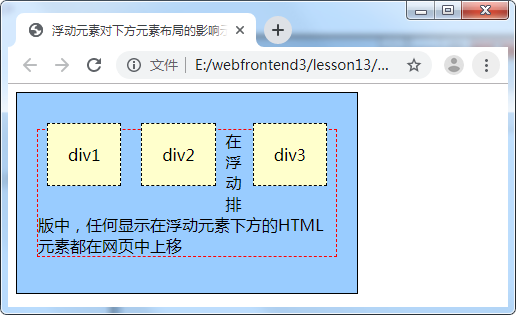 浮动元素对下方元素布局的影响
文件 E:/webfrontend3/lesson13/...
div1 div2 div3
在
浮
动
排
版中，任何显示在浮动元素下方的HTML
元素都在网页中上移